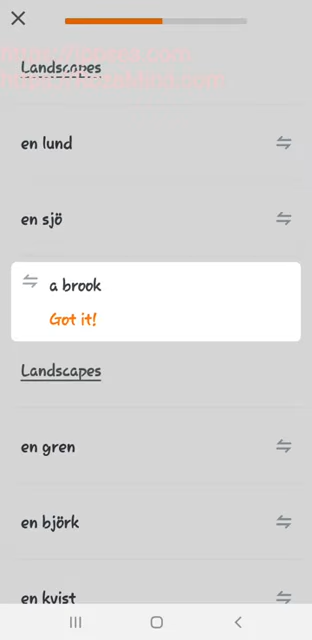 Landscapes
en lund
en sjö
a brook
Got it!
Landscapes
en gren
en björk
en kvist